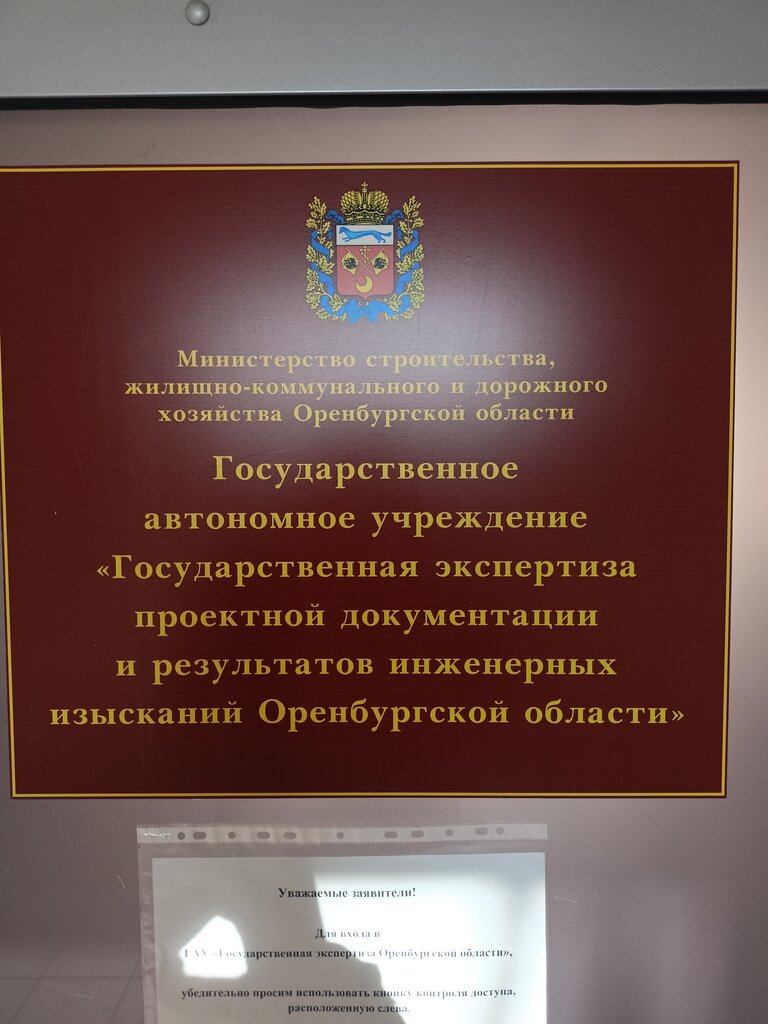 Министерство строительства,
жилищно-коммунального и дорожного
хозяйства Оренбургской области
Государственное
автономное учреждение
«Государственная экспертиза
проектной документации
и результатов инженерных
изысканий Оренбургской области»
Уважаемые заявители!
Для входа в
ГАУ «Государственная экспертиза Оренбургской области»,
убедительно просим использовать кнопку контроля доступа,
расположенную слева.